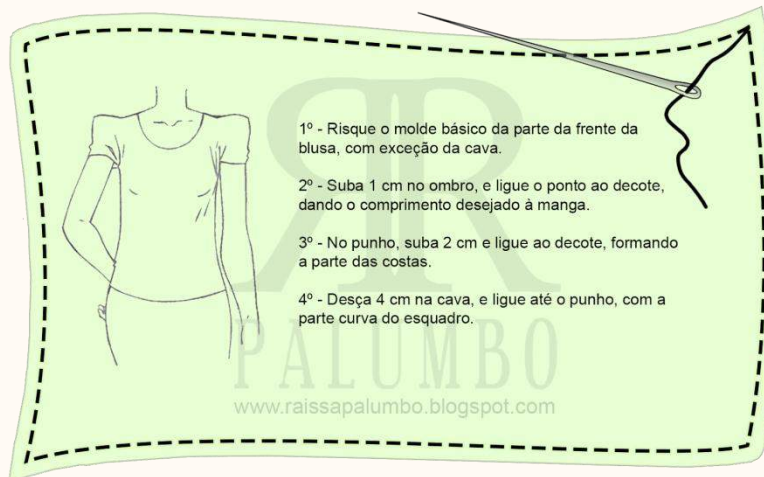 1º - Risque o molde básico da parte da frente da
blusa, com exceção da cava.
2º - Suba 1 cm no ombro, e ligue o ponto ao decote,
dando o comprimento desejado à manga.
3º - No punho, suba 2 cm e ligue ao decote, formando
a parte das costas.
4º - Desça 4 cm na cava, e ligue até o punho, com a
parte curva do esquadro.
RR
PALUMBO
www.raissapalumbo.blogspot.com